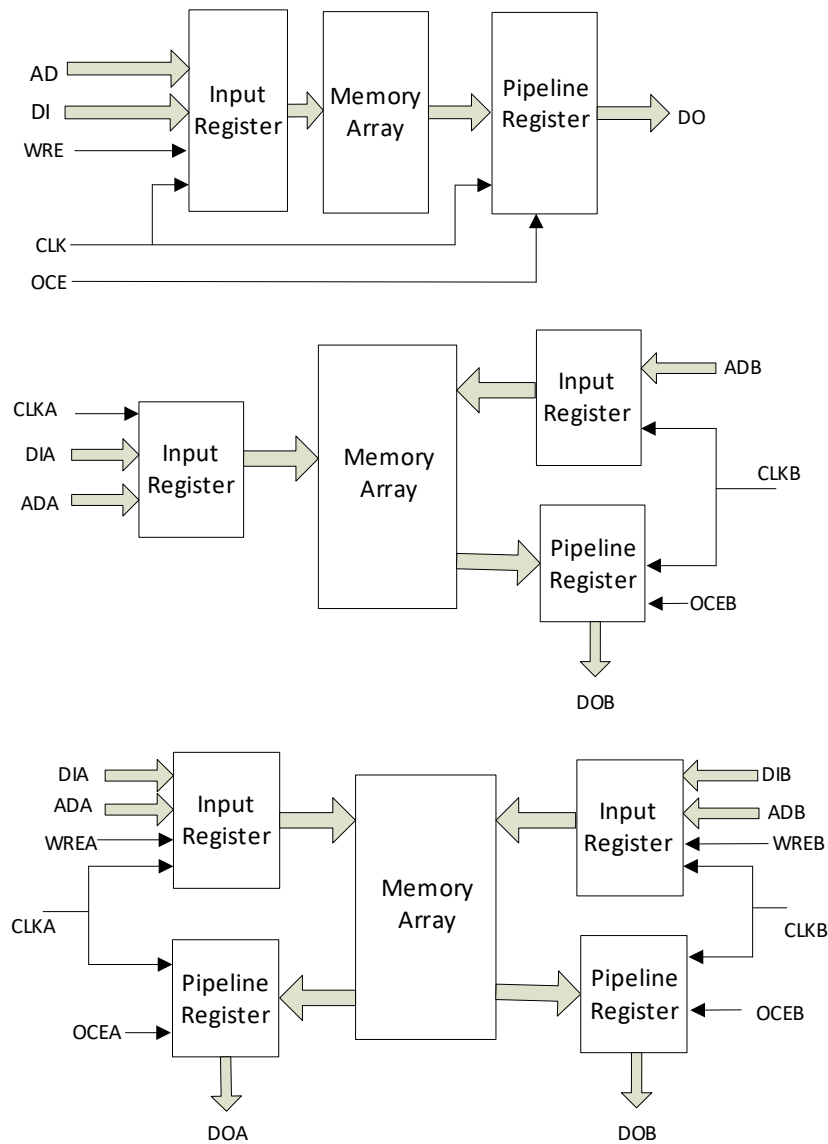 AD
DI
WRE
CLK
OCE
Input
Register
Memory
Array
Pipeline
Register
DO
CLKA
DIA
ADA
Input
Register
Memory
Array
Input
Register
ADB
CLKB
Pipeline
Register
OCEB
DOB
DIA
ADA
WREA
CLKA
OCEA
Input
Register
Pipeline
Register
DOA
Memory
Array
Input
Register
Pipeline
Register
DIB
ADB
WREB
CLKB
OCEB
DOB